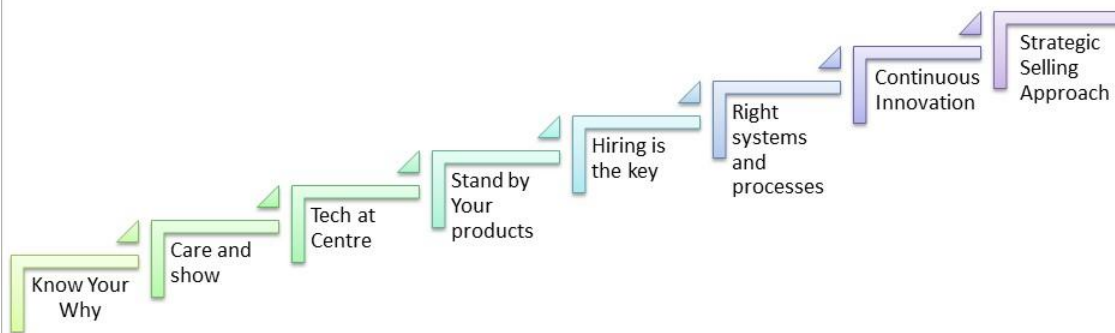 Know Your
Why
Care and
show
Tech at
Centre
Stand by
Your
products
Hiring is
the key
Right
systems
and
processes
Continuous
Innovation
Strategic
Selling
Approach